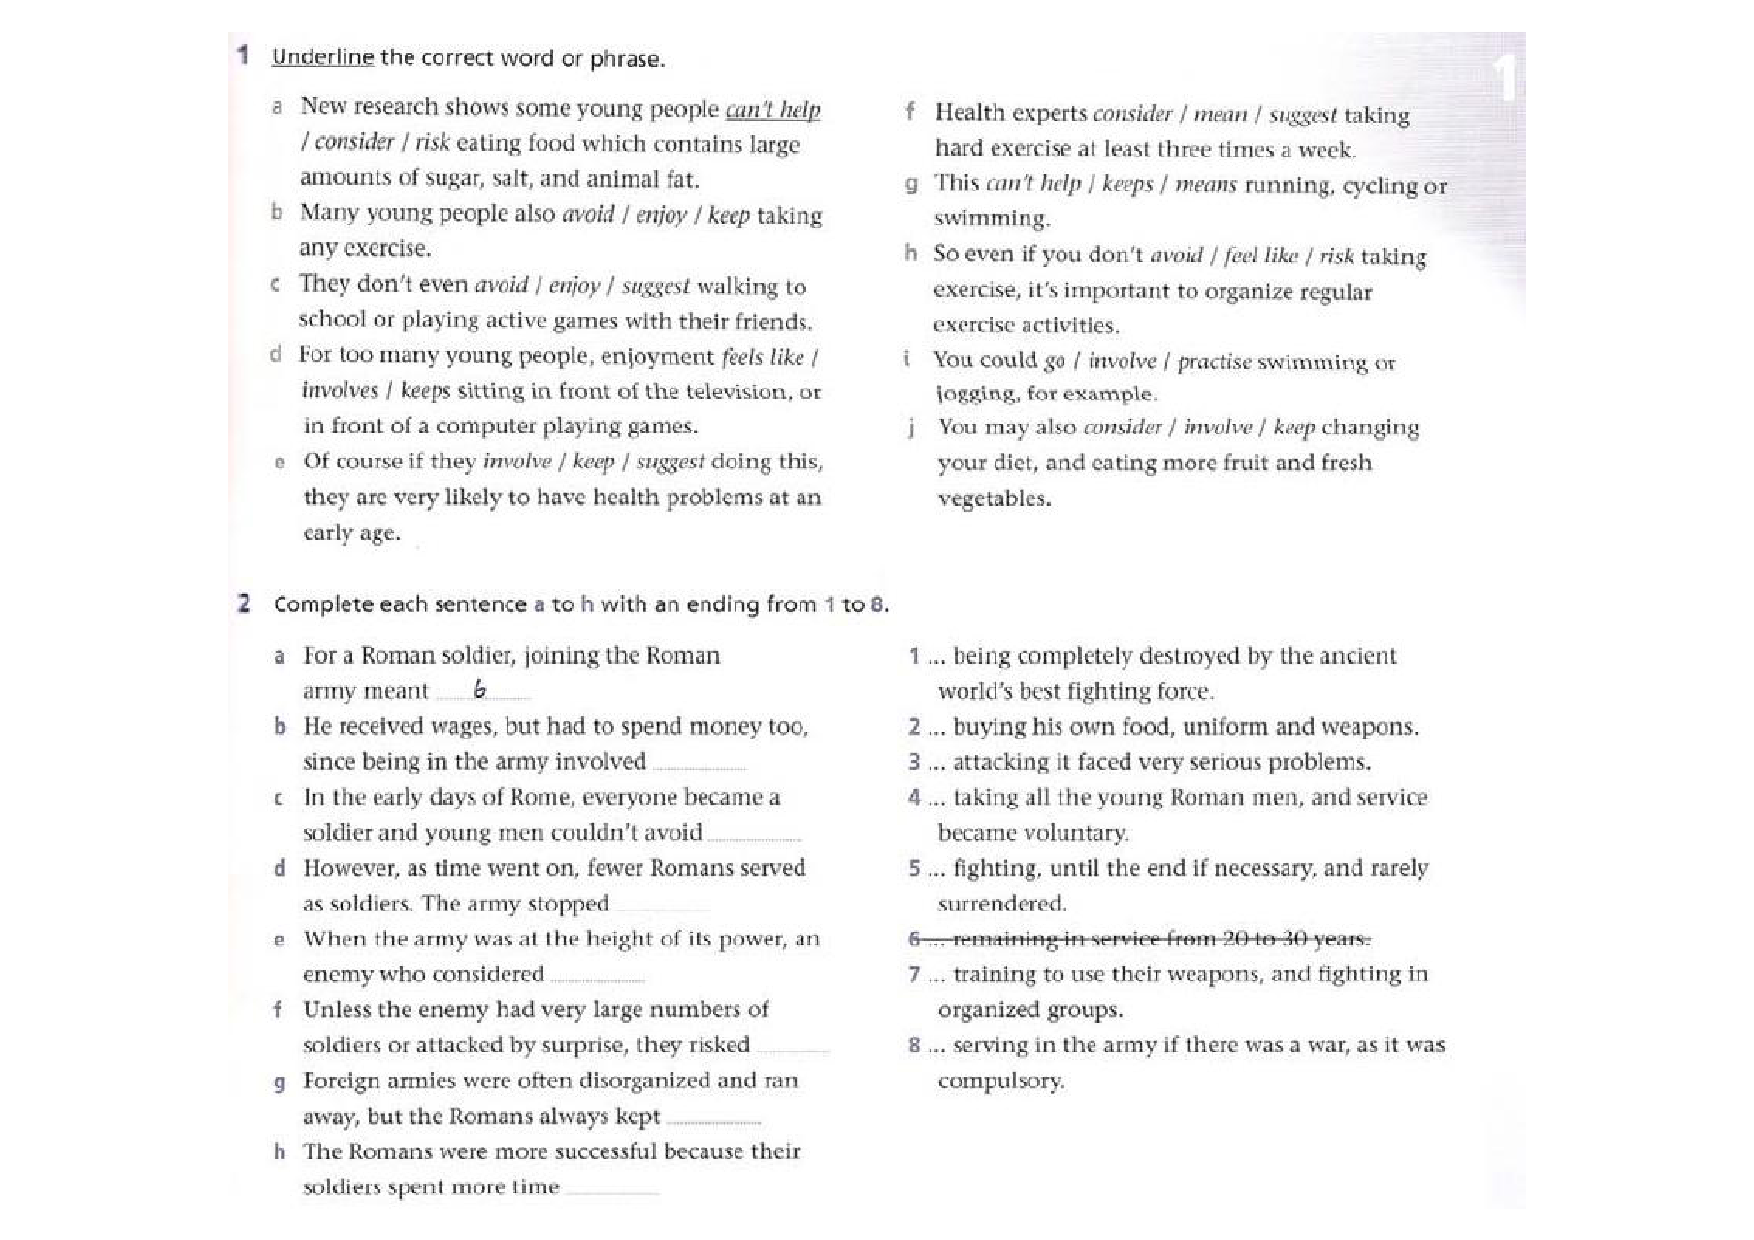 1 Underline the correct word or phrase.
1
a New research shows some young people can't help
/ consider / risk eating food which contains large
amounts of sugar, salt, and animal fat.
b Many young people also avoid / enjoy / keep taking
any exercise.
c They don't even avoid / enjoy / suggest walking to
school or playing active games with their friends.
d For too many young people, enjoyment feels like /
involves / keeps sitting in front of the television, or
in front of a computer playing games.
e Of course if they involve / keep / suggest doing this,
they are very likely to have health problems at an
early age.
f Health experts consider / mean / suggest taking
hard exercise at least three times a week.
g This can't help / keeps / means running, cycling or
swimming.
h So even if you don't avoid / feel like / risk taking
exercise, it's important to organize regular
exercise activities.
i You could go / involve / practise swimming or
jogging, for example.
j You may also consider / involve / keep changing
your diet, and eating more fruit and fresh
vegetables.
2 Complete each sentence a to h with an ending from 1 to 8.
a For a Roman soldier, joining the Roman
army meant 6
b He received wages, but had to spend money too,
since being in the army involved
c In the early days of Rome, everyone became a
soldier and young men couldn't avoid
d However, as time went on, fewer Romans served
as soldiers. The army stopped
e When the army was at the height of its power, an
enemy who considered
f Unless the enemy had very large numbers of
soldiers or attacked by surprise, they risked
g Foreign armies were often disorganized and ran
away, but the Romans always kept
h The Romans were more successful because their
soldiers spent more time
1 ... being completely destroyed by the ancient
world's best fighting force.
2 ... buying his own food, uniform and weapons.
3 ... attacking it faced very serious problems.
4 ... taking all the young Roman men, and service
became voluntary.
5 ... fighting, until the end if necessary, and rarely
surrendered.
6 ... remaining in service from 20 to 30 years.
7 ... training to use their weapons, and fighting in
organized groups.
8 ... serving in the army if there was a war, as it was
compulsory.